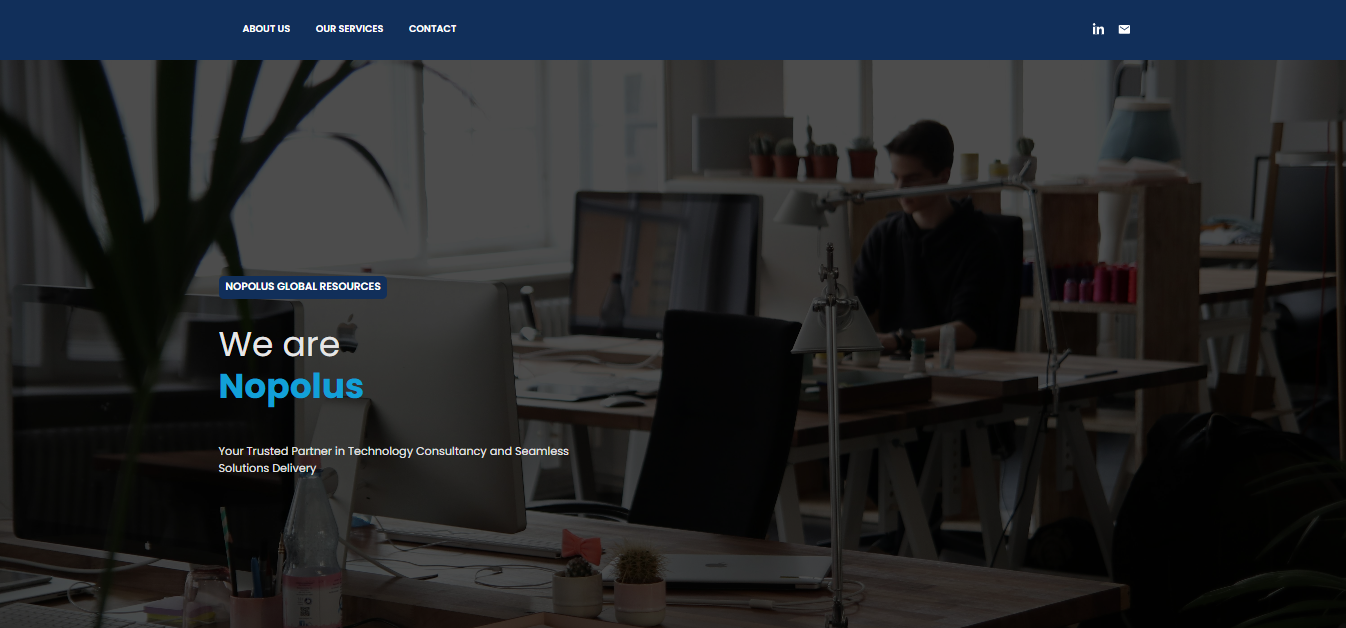 ABOUT US
OUR SERVICES
CONTACT
in
NOPOLUS GLOBAL RESOURCES
We are
Nopolus
Your Trusted Partner in Technology Consultancy and Seamless
Solutions Delivery